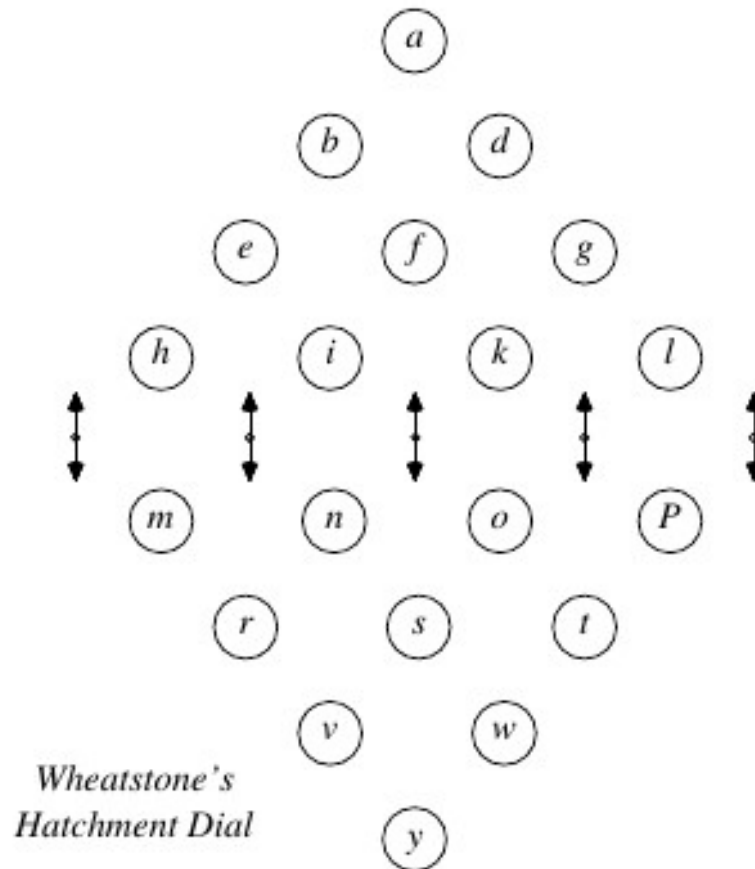 a
b d
e f g
h i k l
m n o P
r s t
v w
Wheatstone's
Hatchment Dial
y